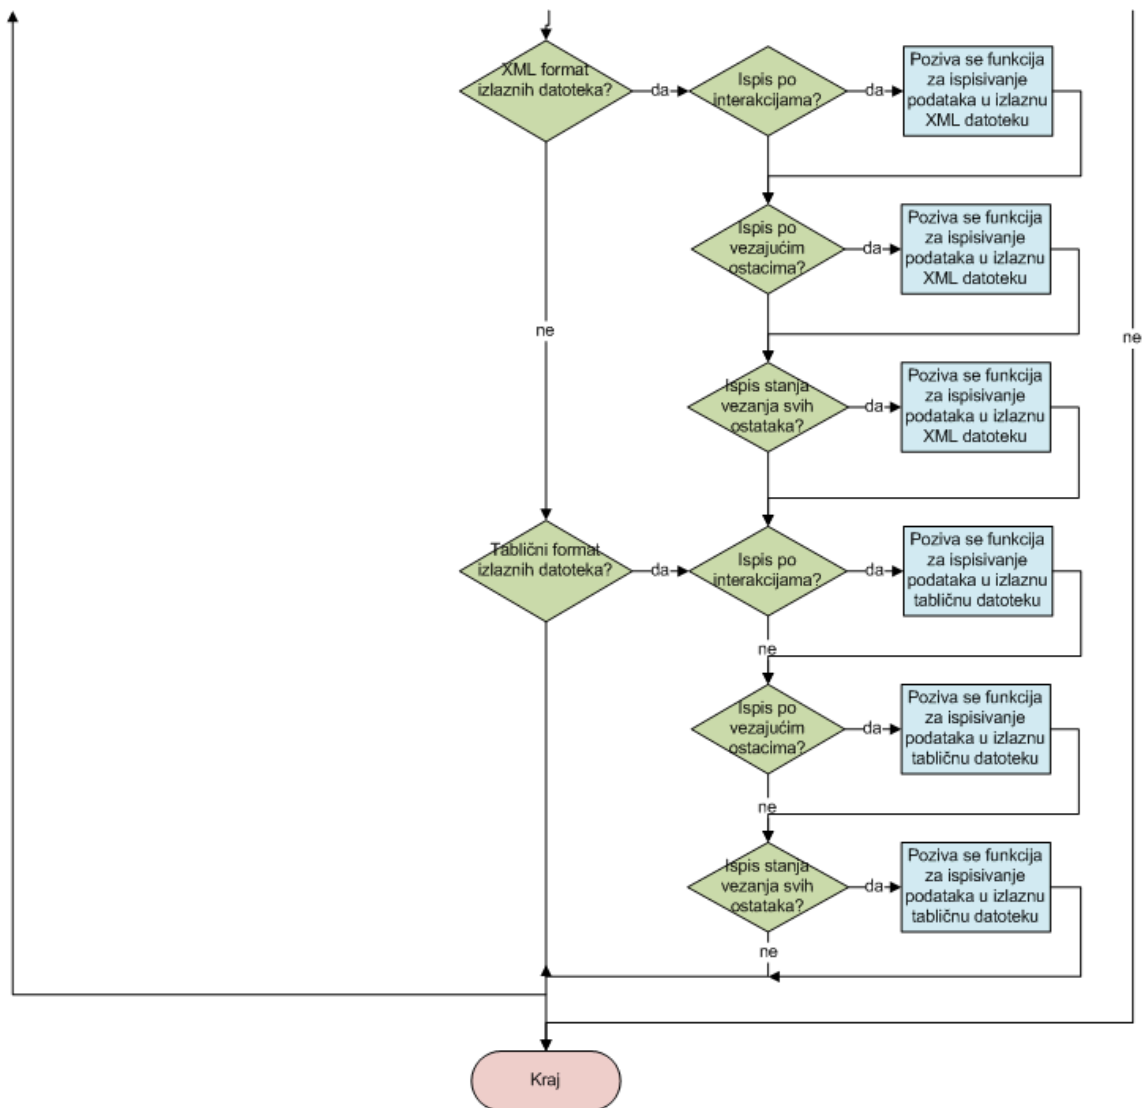 XML format
izlaznih datoteka?
da
Ispis po
interakcijama?
da
Poziva se funkcija
za ispisivanje
podataka u izlaznu
XML datoteku
Ispis po
vezajućim
ostacima?
da
Poziva se funkcija
za ispisivanje
podataka u izlaznu
XML datoteku
ne
ne
Ispis stanja
vezanja svih
ostataka?
da
Poziva se funkcija
za ispisivanje
podataka u izlaznu
XML datoteku
Tablični format
izlaznih datoteka?
da
Ispis po
interakcijama?
da
Poziva se funkcija
za ispisivanje
podataka u izlaznu
tabličnu datoteku
ne
Ispis po
vezajućim
ostacima?
da
Poziva se funkcija
za ispisivanje
podataka u izlaznu
tabličnu datoteku
ne
Ispis stanja
vezanja svih
ostataka?
da
Poziva se funkcija
za ispisivanje
podataka u izlaznu
tabličnu datoteku
ne
Kraj